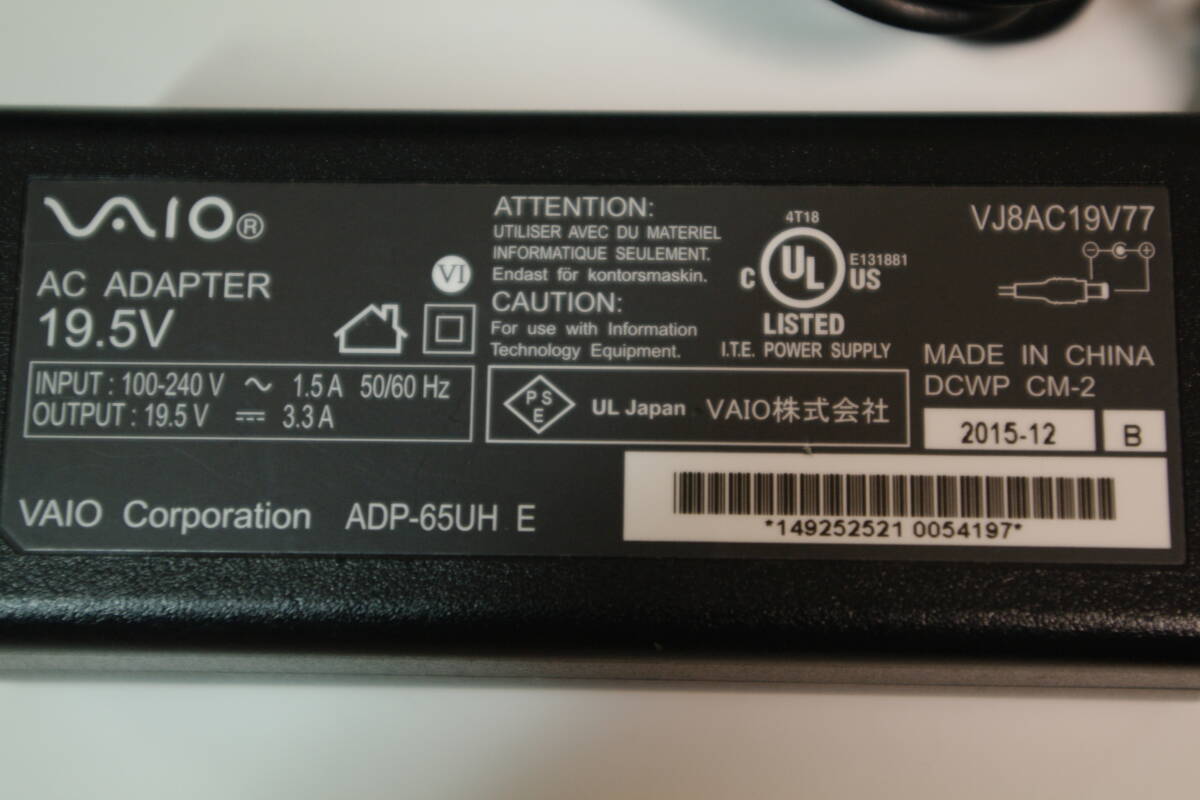 VAIO®
AC ADAPTER
19.5V
VI
INPUT : 100-240 V ～ 1.5 A 50/60 Hz
OUTPUT : 19.5 V ⎓ 3.3 A
VAIO Corporation ADP-65UH E
ATTENTION:
UTILISER AVEC DU MATERIEL
INFORMATIQUE SEULEMENT.
Endast för kontorsmaskin.
CAUTION:
For use with Information
Technology Equipment.
4T18
C UL US
E131881
LISTED
I.T.E. POWER SUPPLY
PSE UL Japan VAIO株式会社
VJ8AC19V77
MADE IN CHINA
DCWP CM-2
2015-12 B
*149252521 0054197*